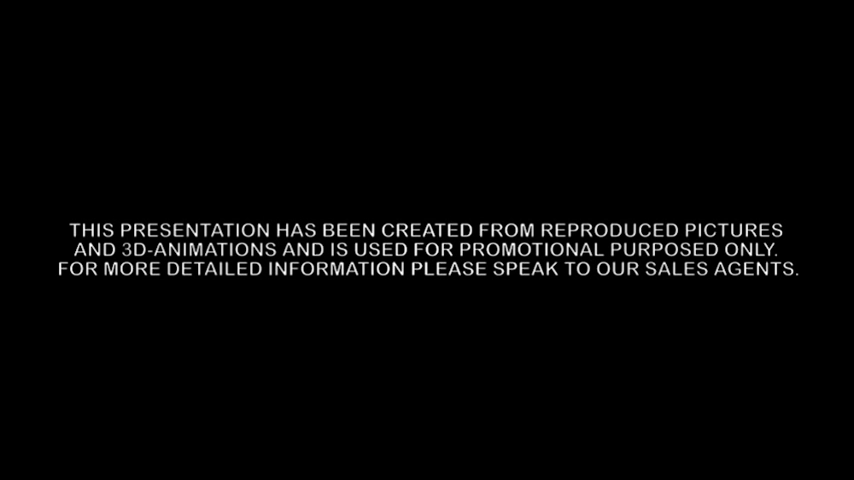 THIS PRESENTATION HAS BEEN CREATED FROM REPRODUCED PICTURES
AND 3D-ANIMATIONS AND IS USED FOR PROMOTIONAL PURPOSED ONLY.
FOR MORE DETAILED INFORMATION PLEASE SPEAK TO OUR SALES AGENTS.